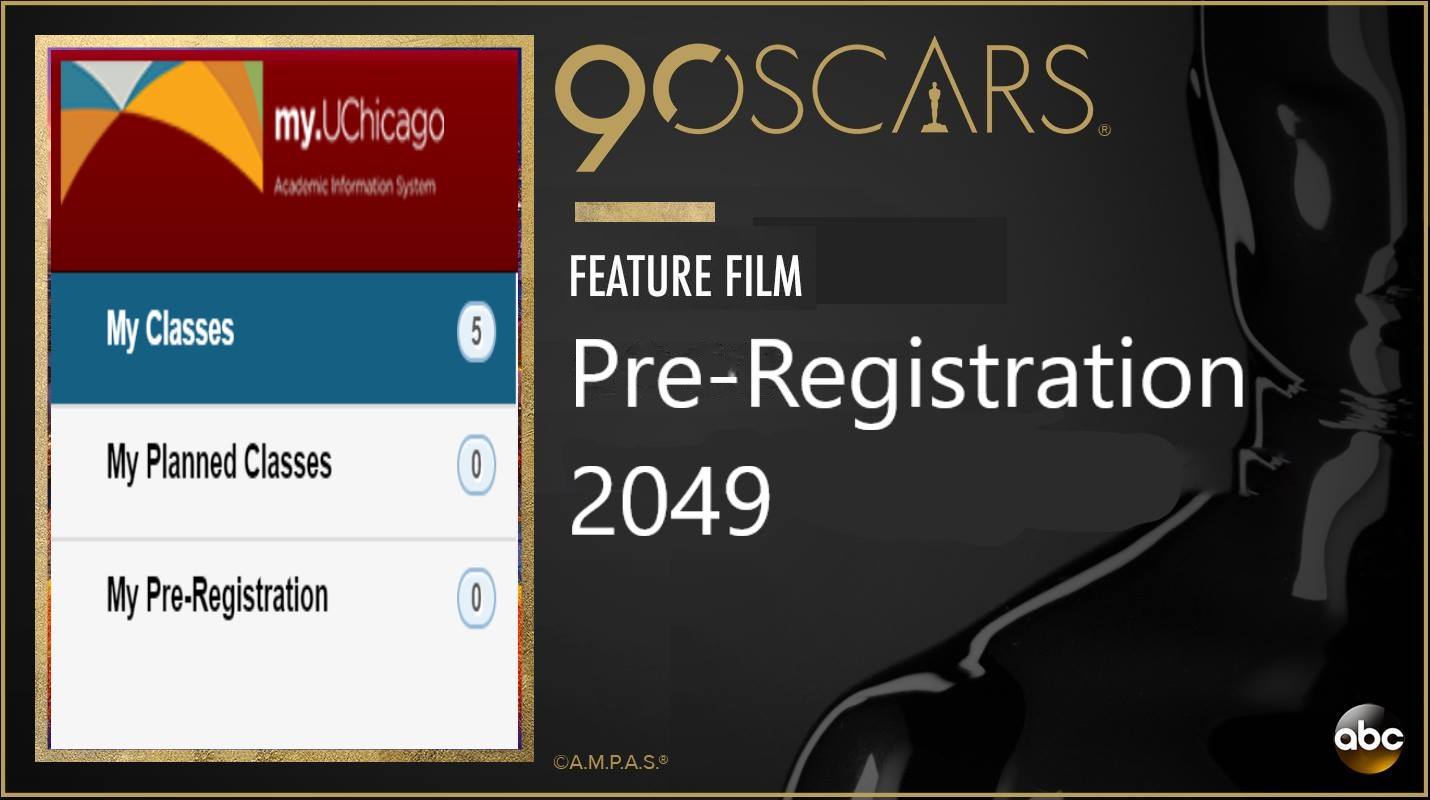 my.UChicago
Academic Information System
My Classes 5
My Planned Classes 0
My Pre-Registration 0
90SCARS®
FEATURE FILM
Pre-Registration
2049
©A.M.P.A.S.®
abc